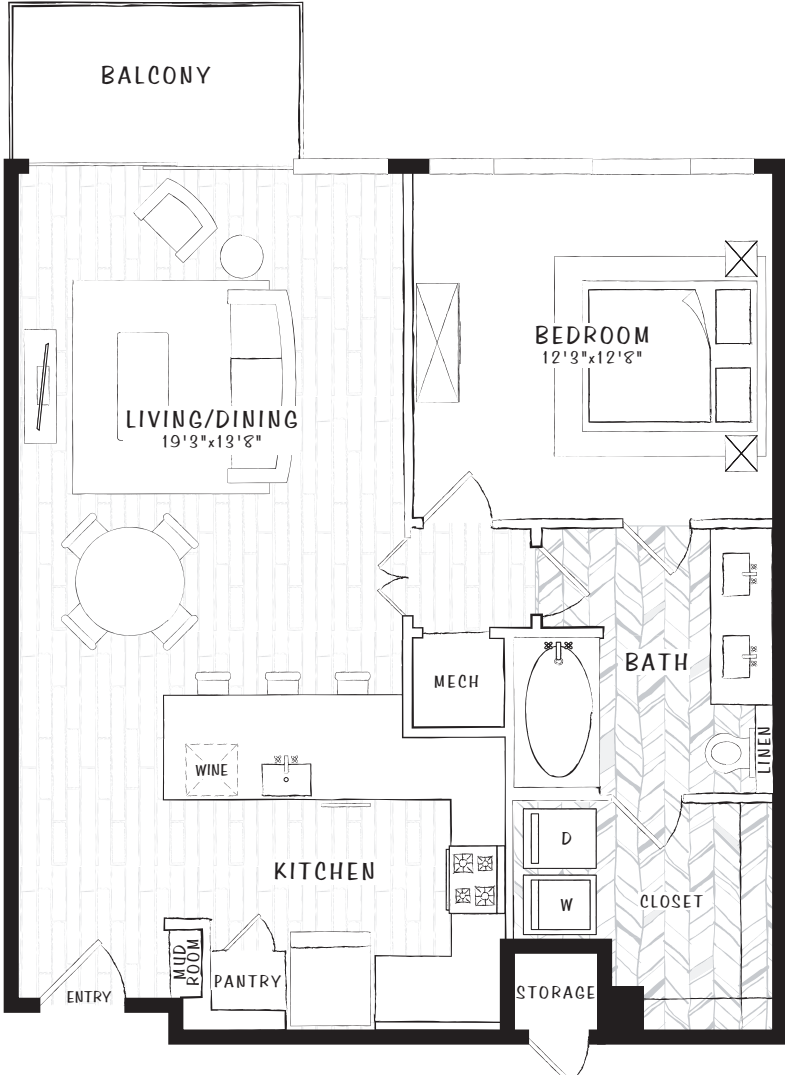 BALCONY
BEDROOM
12'3"x12'8"
LIVING/DINING
19'3"x13'8"
BATH
MECH
LINEN
WINE
D
KITCHEN
W
CLOSET
MUD
ROOM
PANTRY
STORAGE
ENTRY